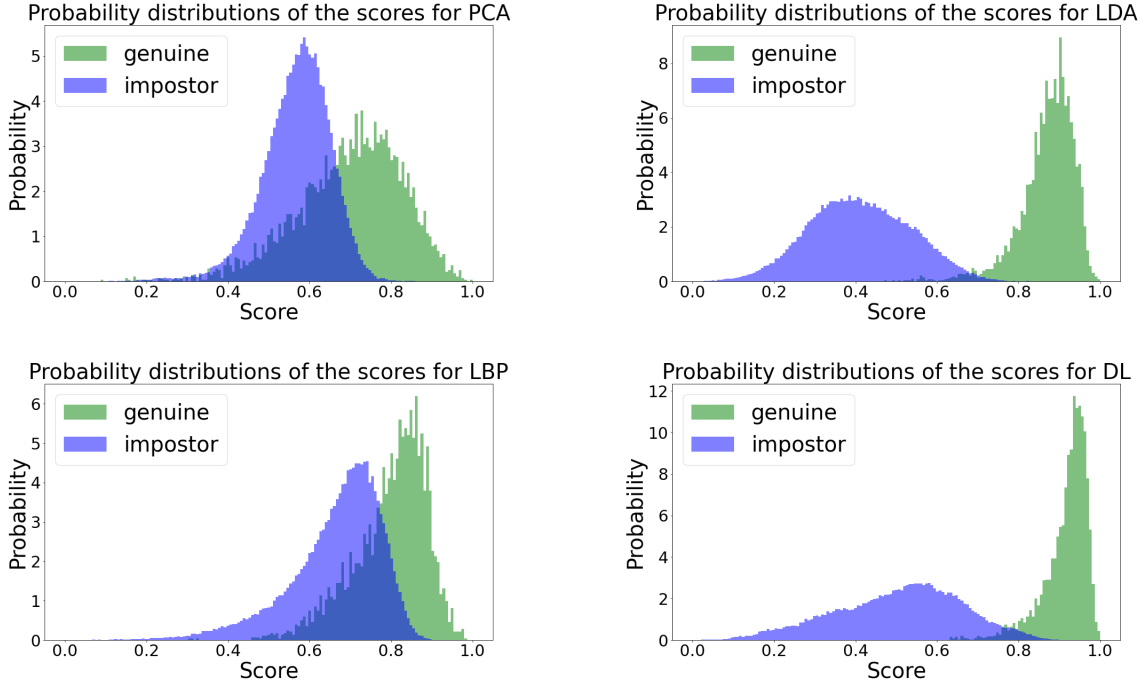 Probability distributions of the scores for PCA
genuine
impostor
Probability
5
4
3
2
1
0
0.0 0.2 0.4 0.6 0.8 1.0
Score
Probability distributions of the scores for LDA
genuine
impostor
Probability
8
6
4
2
0
0.0 0.2 0.4 0.6 0.8 1.0
Score
Probability distributions of the scores for LBP
genuine
impostor
Probability
6
5
4
3
2
1
0
0.0 0.2 0.4 0.6 0.8 1.0
Score
Probability distributions of the scores for DL
genuine
impostor
Probability
12
10
8
6
4
2
0
0.0 0.2 0.4 0.6 0.8 1.0
Score